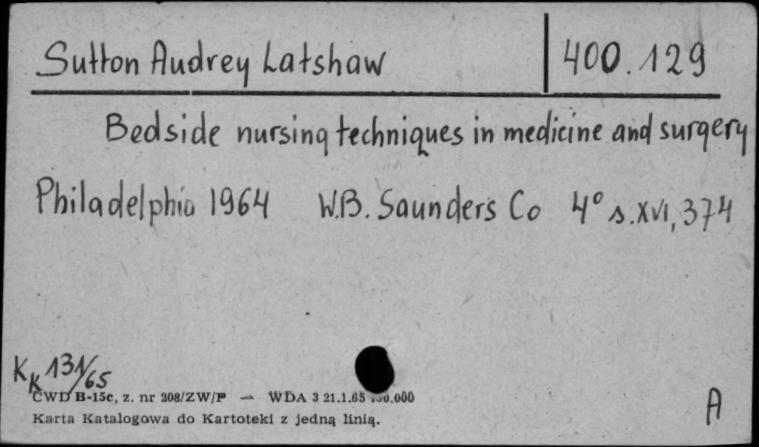 Sutton Audrey Latshaw 400.129
Bedside nursing techniques in medicine and surgery
Philadelphia 1964 W.B. Saunders Co 4° s.XVI, 374
Kk 131/65
CWD B-15c, z. nr 208/ZW/P — WDA 3 21.1.65
Karta Katalogowa do Kartoteki z jedną linią.
A